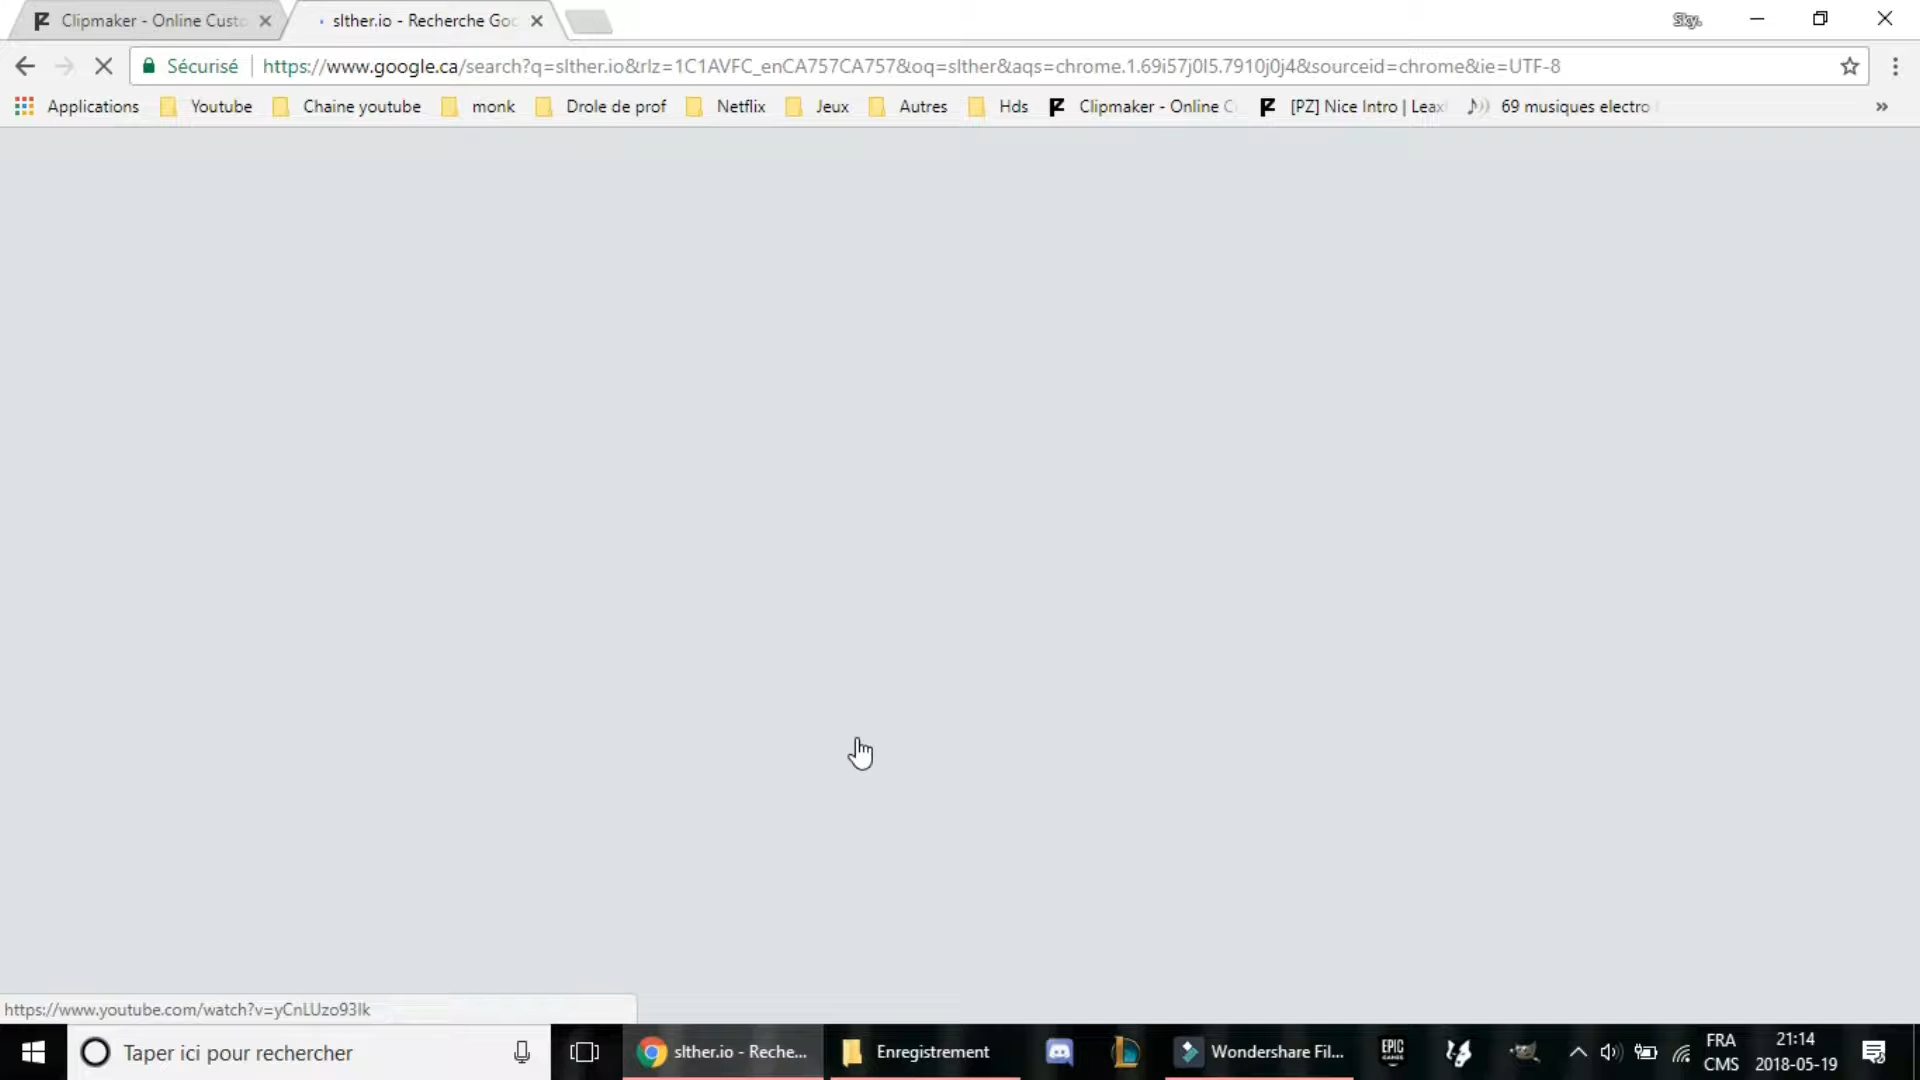 Clipmaker - Online Custo
slther.io - Recherche Goo
Sky.
Sécurisé
https://www.google.ca/search?q=slther.io&rlz=1C1AVFC_enCA757CA757&oq=slther&aqs=chrome.1.69i57j0l5.7910j0j4&sourceid=chrome&ie=UTF-8
Applications
Youtube
Chaine youtube
monk
Drole de prof
Netflix
Jeux
Autres
Hds
Clipmaker - Online C
[PZ] Nice Intro | Leax
69 musiques electro
https://www.youtube.com/watch?v=yCnLUzo93Ik
Taper ici pour rechercher
slther.io - Reche...
Enregistrement
Wondershare Fil...
EPIC
GAMES
FRA
CMS
21:14
2018-05-19